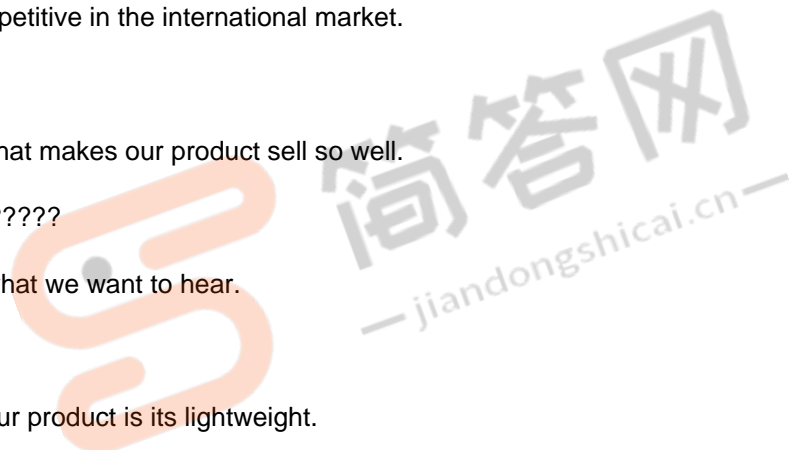 petitive in the international market.
hat makes our product sell so well.
?????
what we want to hear.
ur product is its lightweight.
简答网
jiandongshicai.cn